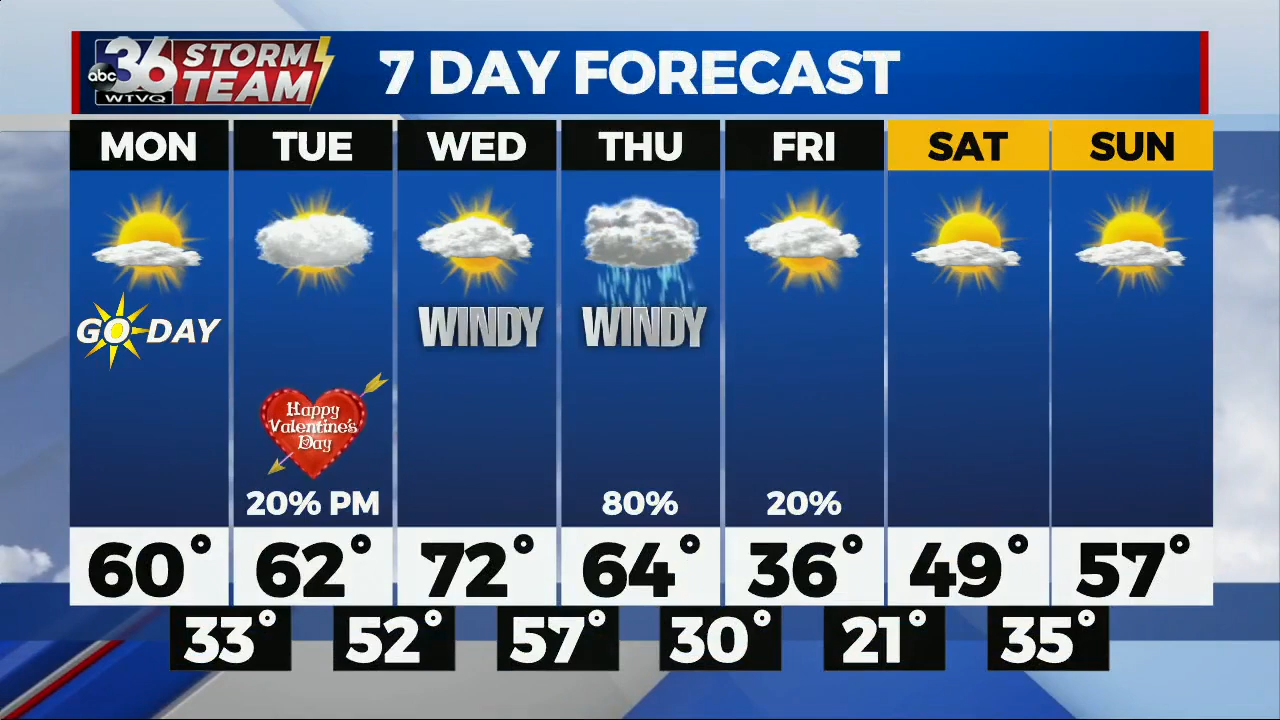 abc 36 STORM TEAM
WTVQ
7 DAY FORECAST
MON TUE WED THU FRI SAT SUN
GO DAY
WINDY WINDY
Happy
Valentine's
Day
20% PM 80% 20%
60° 62° 72° 64° 36° 49° 57°
33° 52° 57° 30° 21° 35°